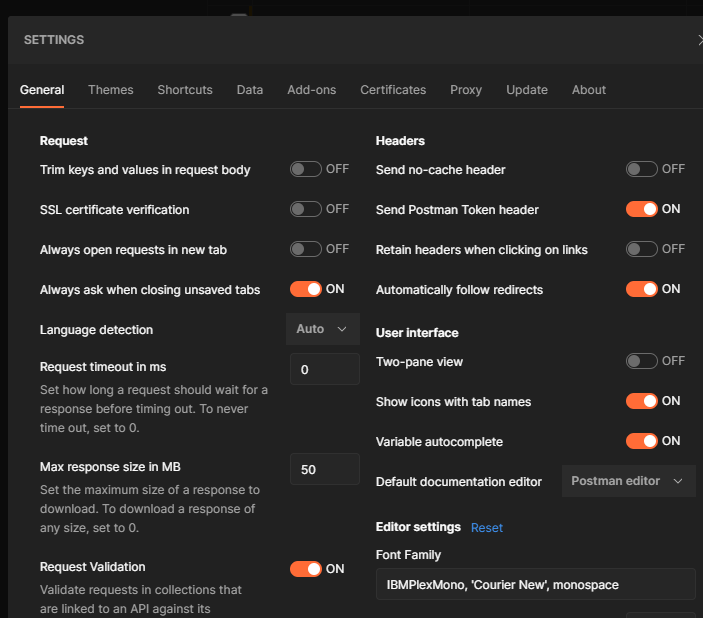 SETTINGS
General Themes Shortcuts Data Add-ons Certificates Proxy Update About
Request
Trim keys and values in request body OFF
SSL certificate verification OFF
Always open requests in new tab OFF
Always ask when closing unsaved tabs ON
Language detection Auto
Request timeout in ms 0
Set how long a request should wait for a
response before timing out. To never
time out, set to 0.
Max response size in MB 50
Set the maximum size of a response to
download. To download a response of
any size, set to 0.
Request Validation ON
Validate requests in collections that
are linked to an API against its
Headers
Send no-cache header OFF
Send Postman Token header ON
Retain headers when clicking on links OFF
Automatically follow redirects ON
User interface
Two-pane view OFF
Show icons with tab names ON
Variable autocomplete ON
Default documentation editor Postman editor
Editor settings Reset
Font Family
IBMPlexMono, 'Courier New', monospace